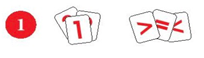 1 1 > = <